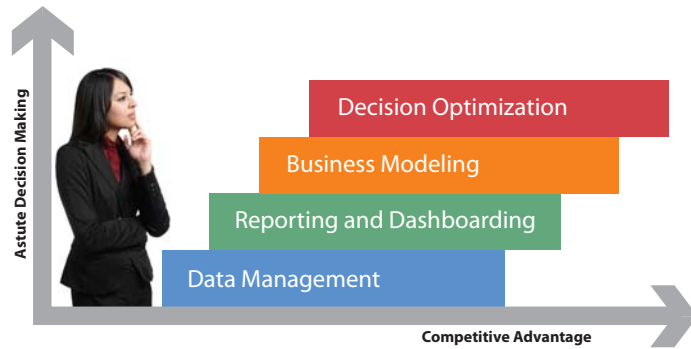 Astute Decision Making
Decision Optimization
Business Modeling
Reporting and Dashboarding
Data Management
Competitive Advantage